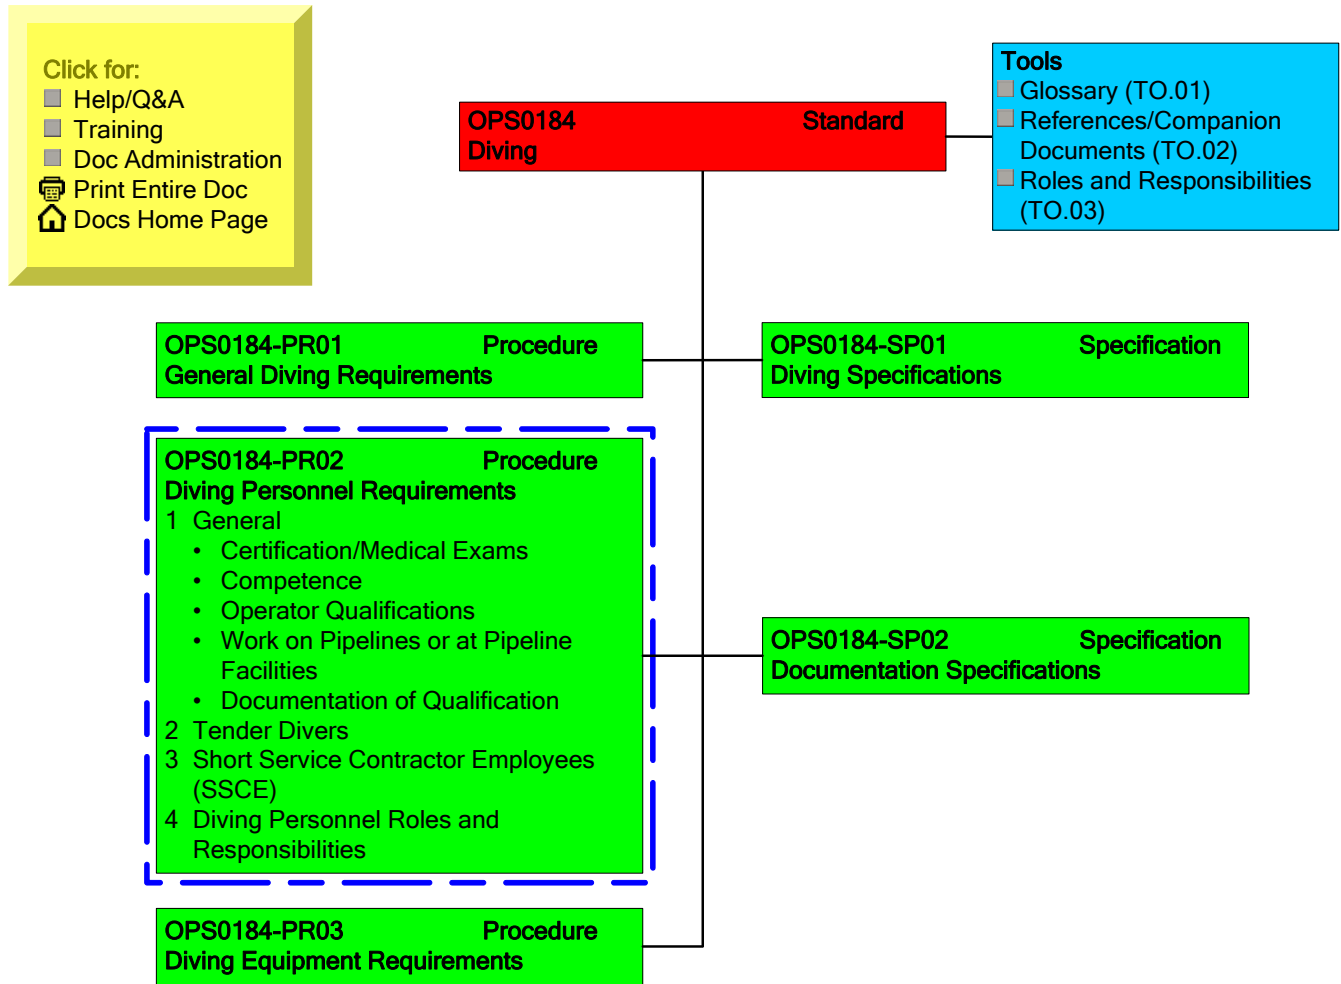 Click for:
Help/Q&A
Training
Doc Administration
Print Entire Doc
Docs Home Page
OPS0184 Standard
Diving
Tools
Glossary (TO.01)
References/Companion
Documents (TO.02)
Roles and Responsibilities
(TO.03)
OPS0184-PR01 Procedure
General Diving Requirements
OPS0184-SP01 Specification
Diving Specifications
OPS0184-PR02 Procedure
Diving Personnel Requirements
1 General
• Certification/Medical Exams
• Competence
• Operator Qualifications
• Work on Pipelines or at Pipeline
Facilities
• Documentation of Qualification
2 Tender Divers
3 Short Service Contractor Employees
(SSCE)
4 Diving Personnel Roles and
Responsibilities
OPS0184-SP02 Specification
Documentation Specifications
OPS0184-PR03 Procedure
Diving Equipment Requirements